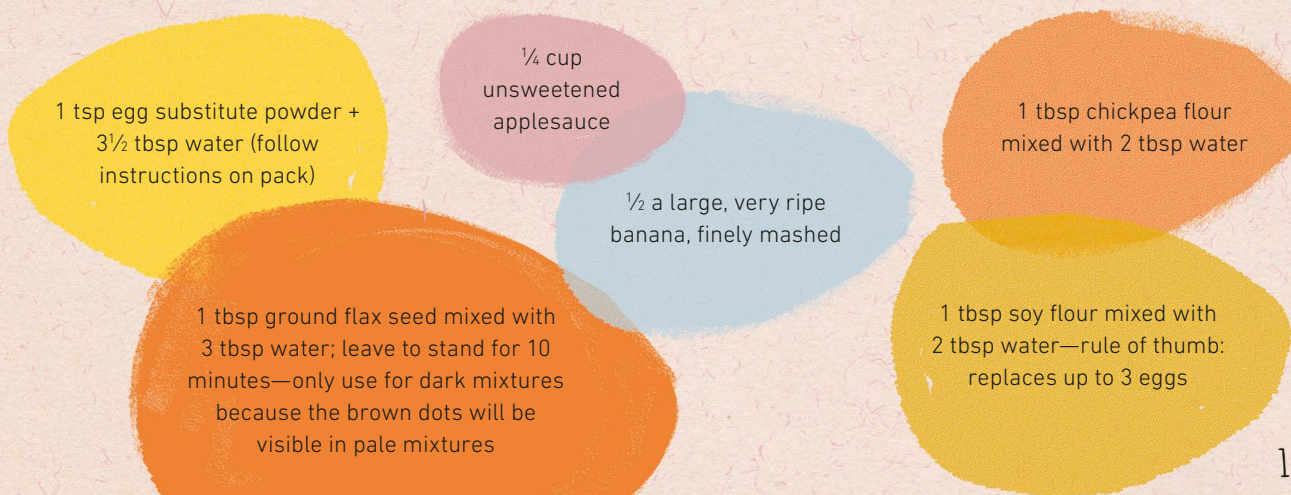 1 tsp egg substitute powder +
3½ tbsp water (follow
instructions on pack)
¼ cup
unsweetened
applesauce
½ a large, very ripe
banana, finely mashed
1 tbsp chickpea flour
mixed with 2 tbsp water
1 tbsp ground flax seed mixed with
3 tbsp water; leave to stand for 10
minutes—only use for dark mixtures
because the brown dots will be
visible in pale mixtures
1 tbsp soy flour mixed with
2 tbsp water—rule of thumb:
replaces up to 3 eggs